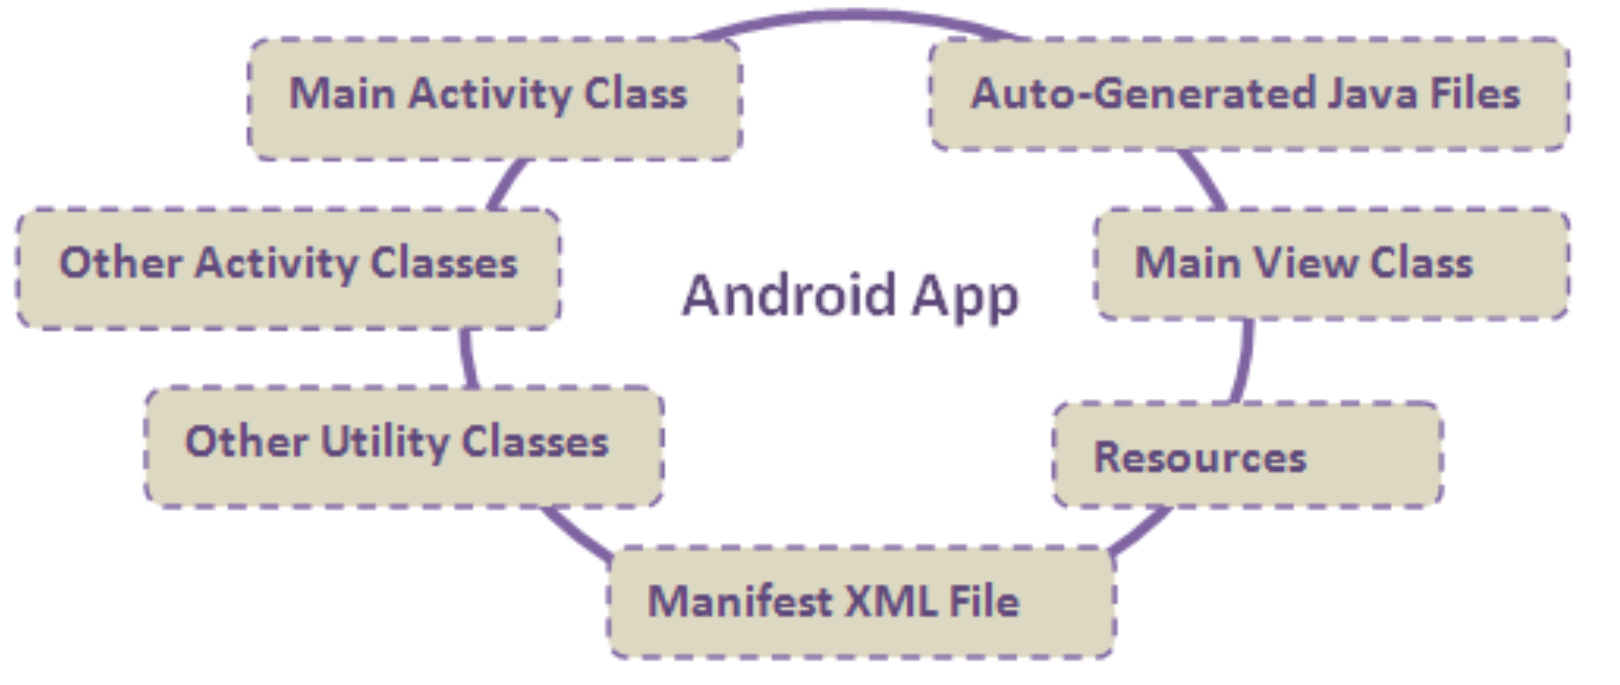 Main Activity Class
Auto-Generated Java Files
Other Activity Classes
Main View Class
Android App
Other Utility Classes
Resources
Manifest XML File